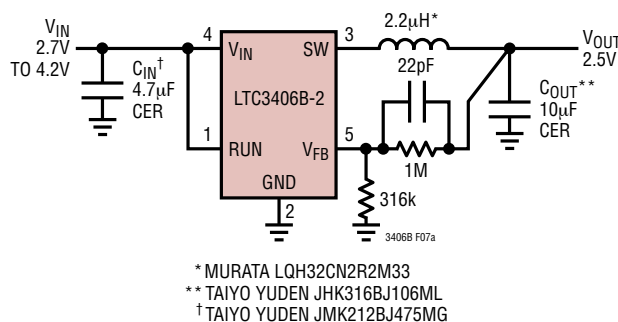 VIN
2.7V
TO 4.2V
CIN†
4.7µF
CER
4
VIN
SW
3
2.2µH*
VOUT
2.5V
22pF
COUT**
10µF
CER
LTC3406B-2
1
RUN
VFB
5
1M
GND
2
316k
3406B F07a
*MURATA LQH32CN2R2M33
**TAIYO YUDEN JHK316BJ106ML
†TAIYO YUDEN JMK212BJ475MG